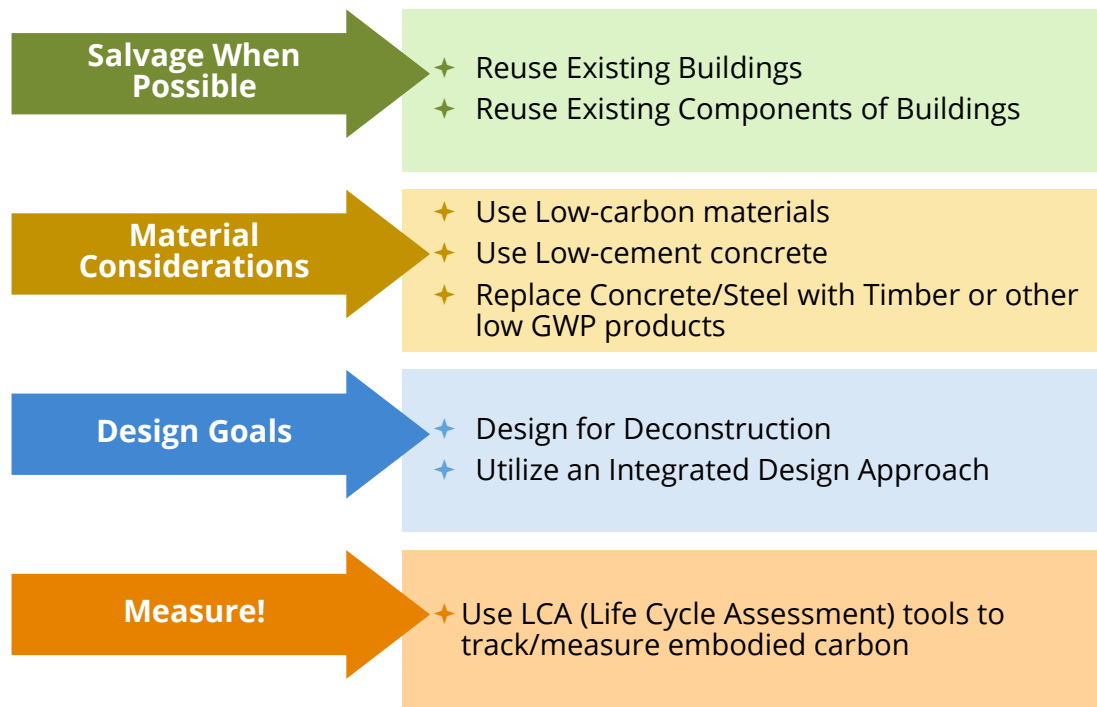 Salvage When
Possible
Reuse Existing Buildings
Reuse Existing Components of Buildings
Material
Considerations
Use Low-carbon materials
Use Low-cement concrete
Replace Concrete/Steel with Timber or other
low GWP products
Design Goals
Design for Deconstruction
Utilize an Integrated Design Approach
Measure!
Use LCA (Life Cycle Assessment) tools to
track/measure embodied carbon